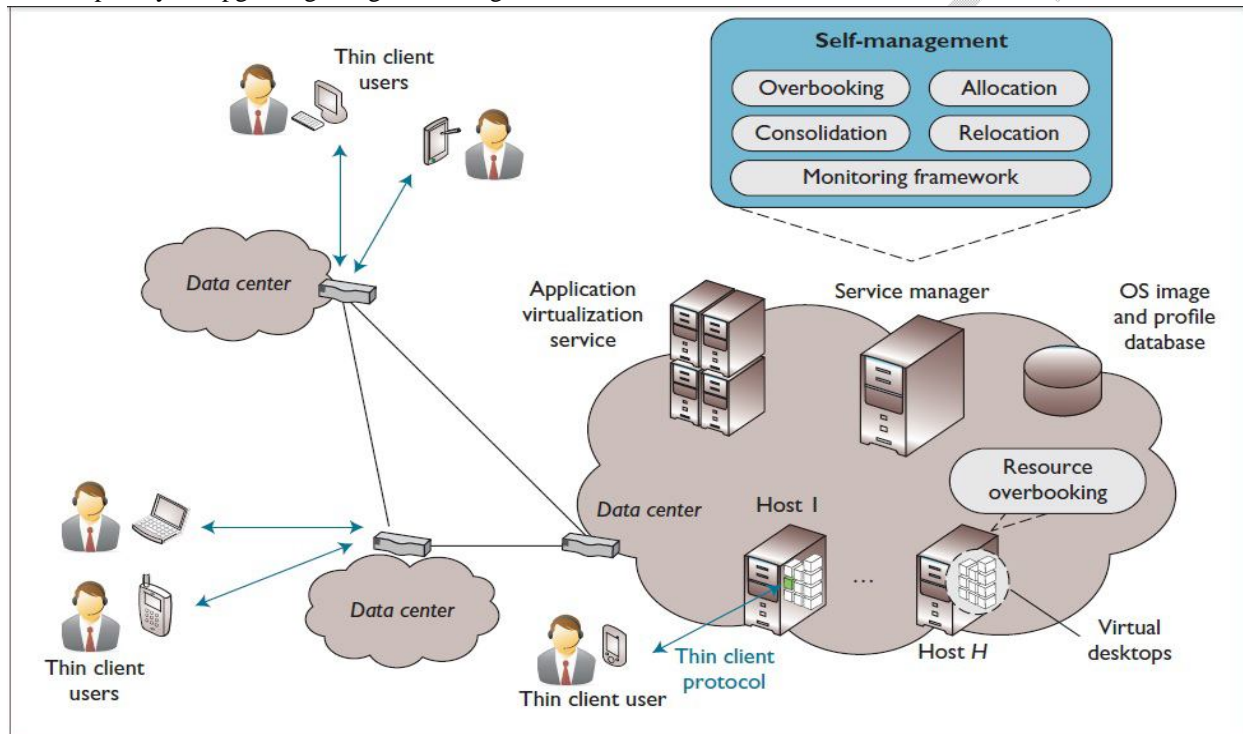 Thin client
users
Self-management
Overbooking
Allocation
Consolidation
Relocation
Monitoring framework
Data center
Application
virtualization
service
Service manager
OS image
and profile
database
Resource
overbooking
Data center
Host 1
...
Data center
Host H
Virtual
desktops
Thin client
users
Thin client user
Thin client
protocol